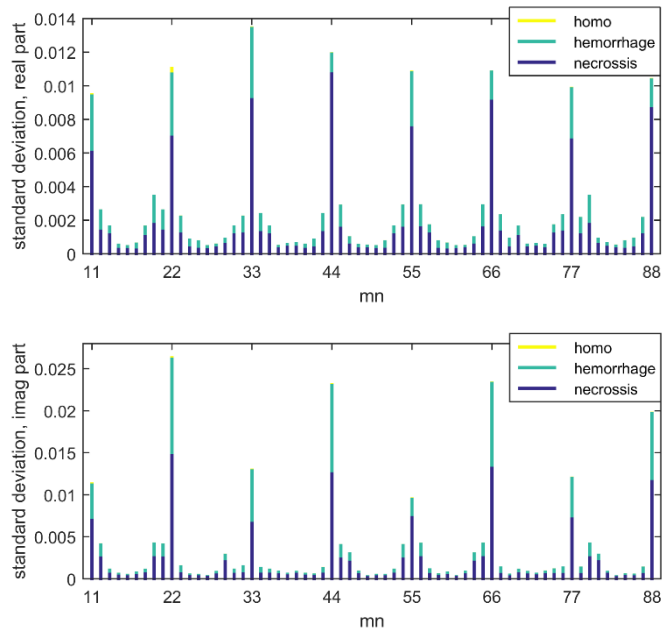 standard deviation, real part
0.014
0.012
0.01
0.008
0.006
0.004
0.002
0
homo
hemorrhage
necrossis
11 22 33 44 55 66 77 88
mn
standard deviation, imag part
0.025
0.02
0.015
0.01
0.005
0
homo
hemorrhage
necrossis
11 22 33 44 55 66 77 88
mn